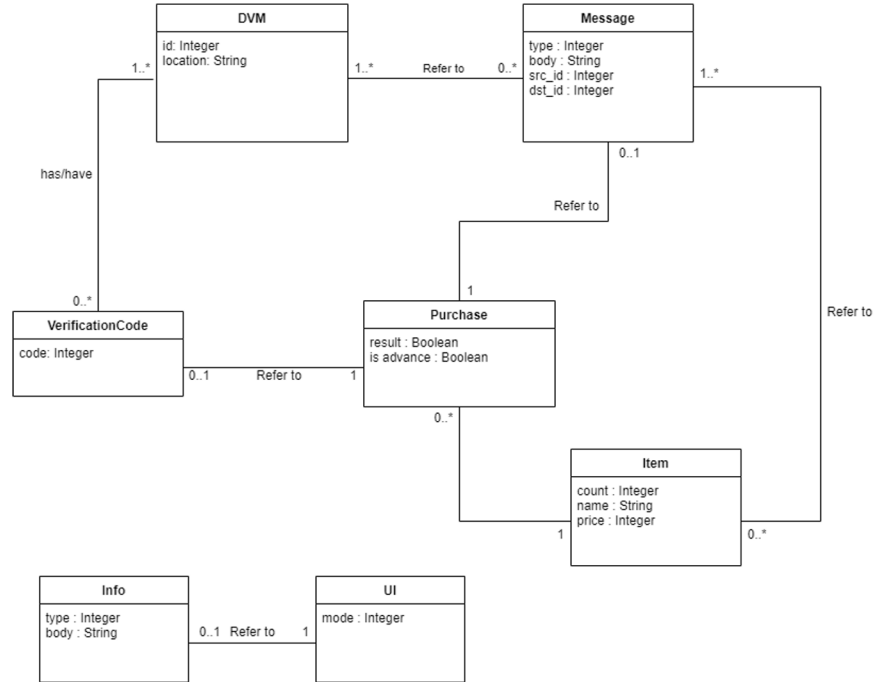 DVM
id: Integer
location: String
Message
type : Integer
body : String
src_id : Integer
dst_id : Integer
1..*
1..*
Refer to
0..*
1..*
0..1
has/have
Refer to
0..*
1
Refer to
VerificationCode
code: Integer
Purchase
result : Boolean
is advance : Boolean
0..1
Refer to
1
0..*
Item
count : Integer
name : String
price : Integer
1
0..*
Info
type : Integer
body : String
0..1
Refer to
1
UI
mode : Integer